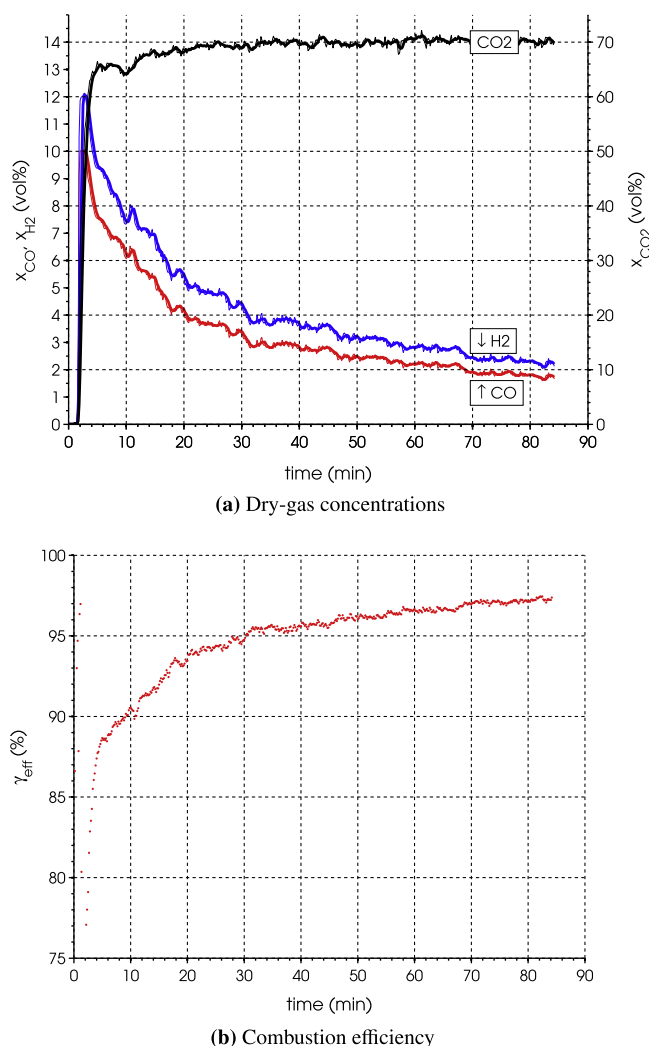 14
13
12
11
10
9
8
7
6
5
4
3
2
1
0
x_CO, x_H2 (vol%)
70
60
50
40
30
20
10
0
x_CO2 (vol%)
CO2
↓ H2
↑ CO
0 10 20 30 40 50 60 70 80 90
time (min)
(a) Dry-gas concentrations
100
95
90
85
80
75
γ_eff (%)
0 10 20 30 40 50 60 70 80 90
time (min)
(b) Combustion efficiency